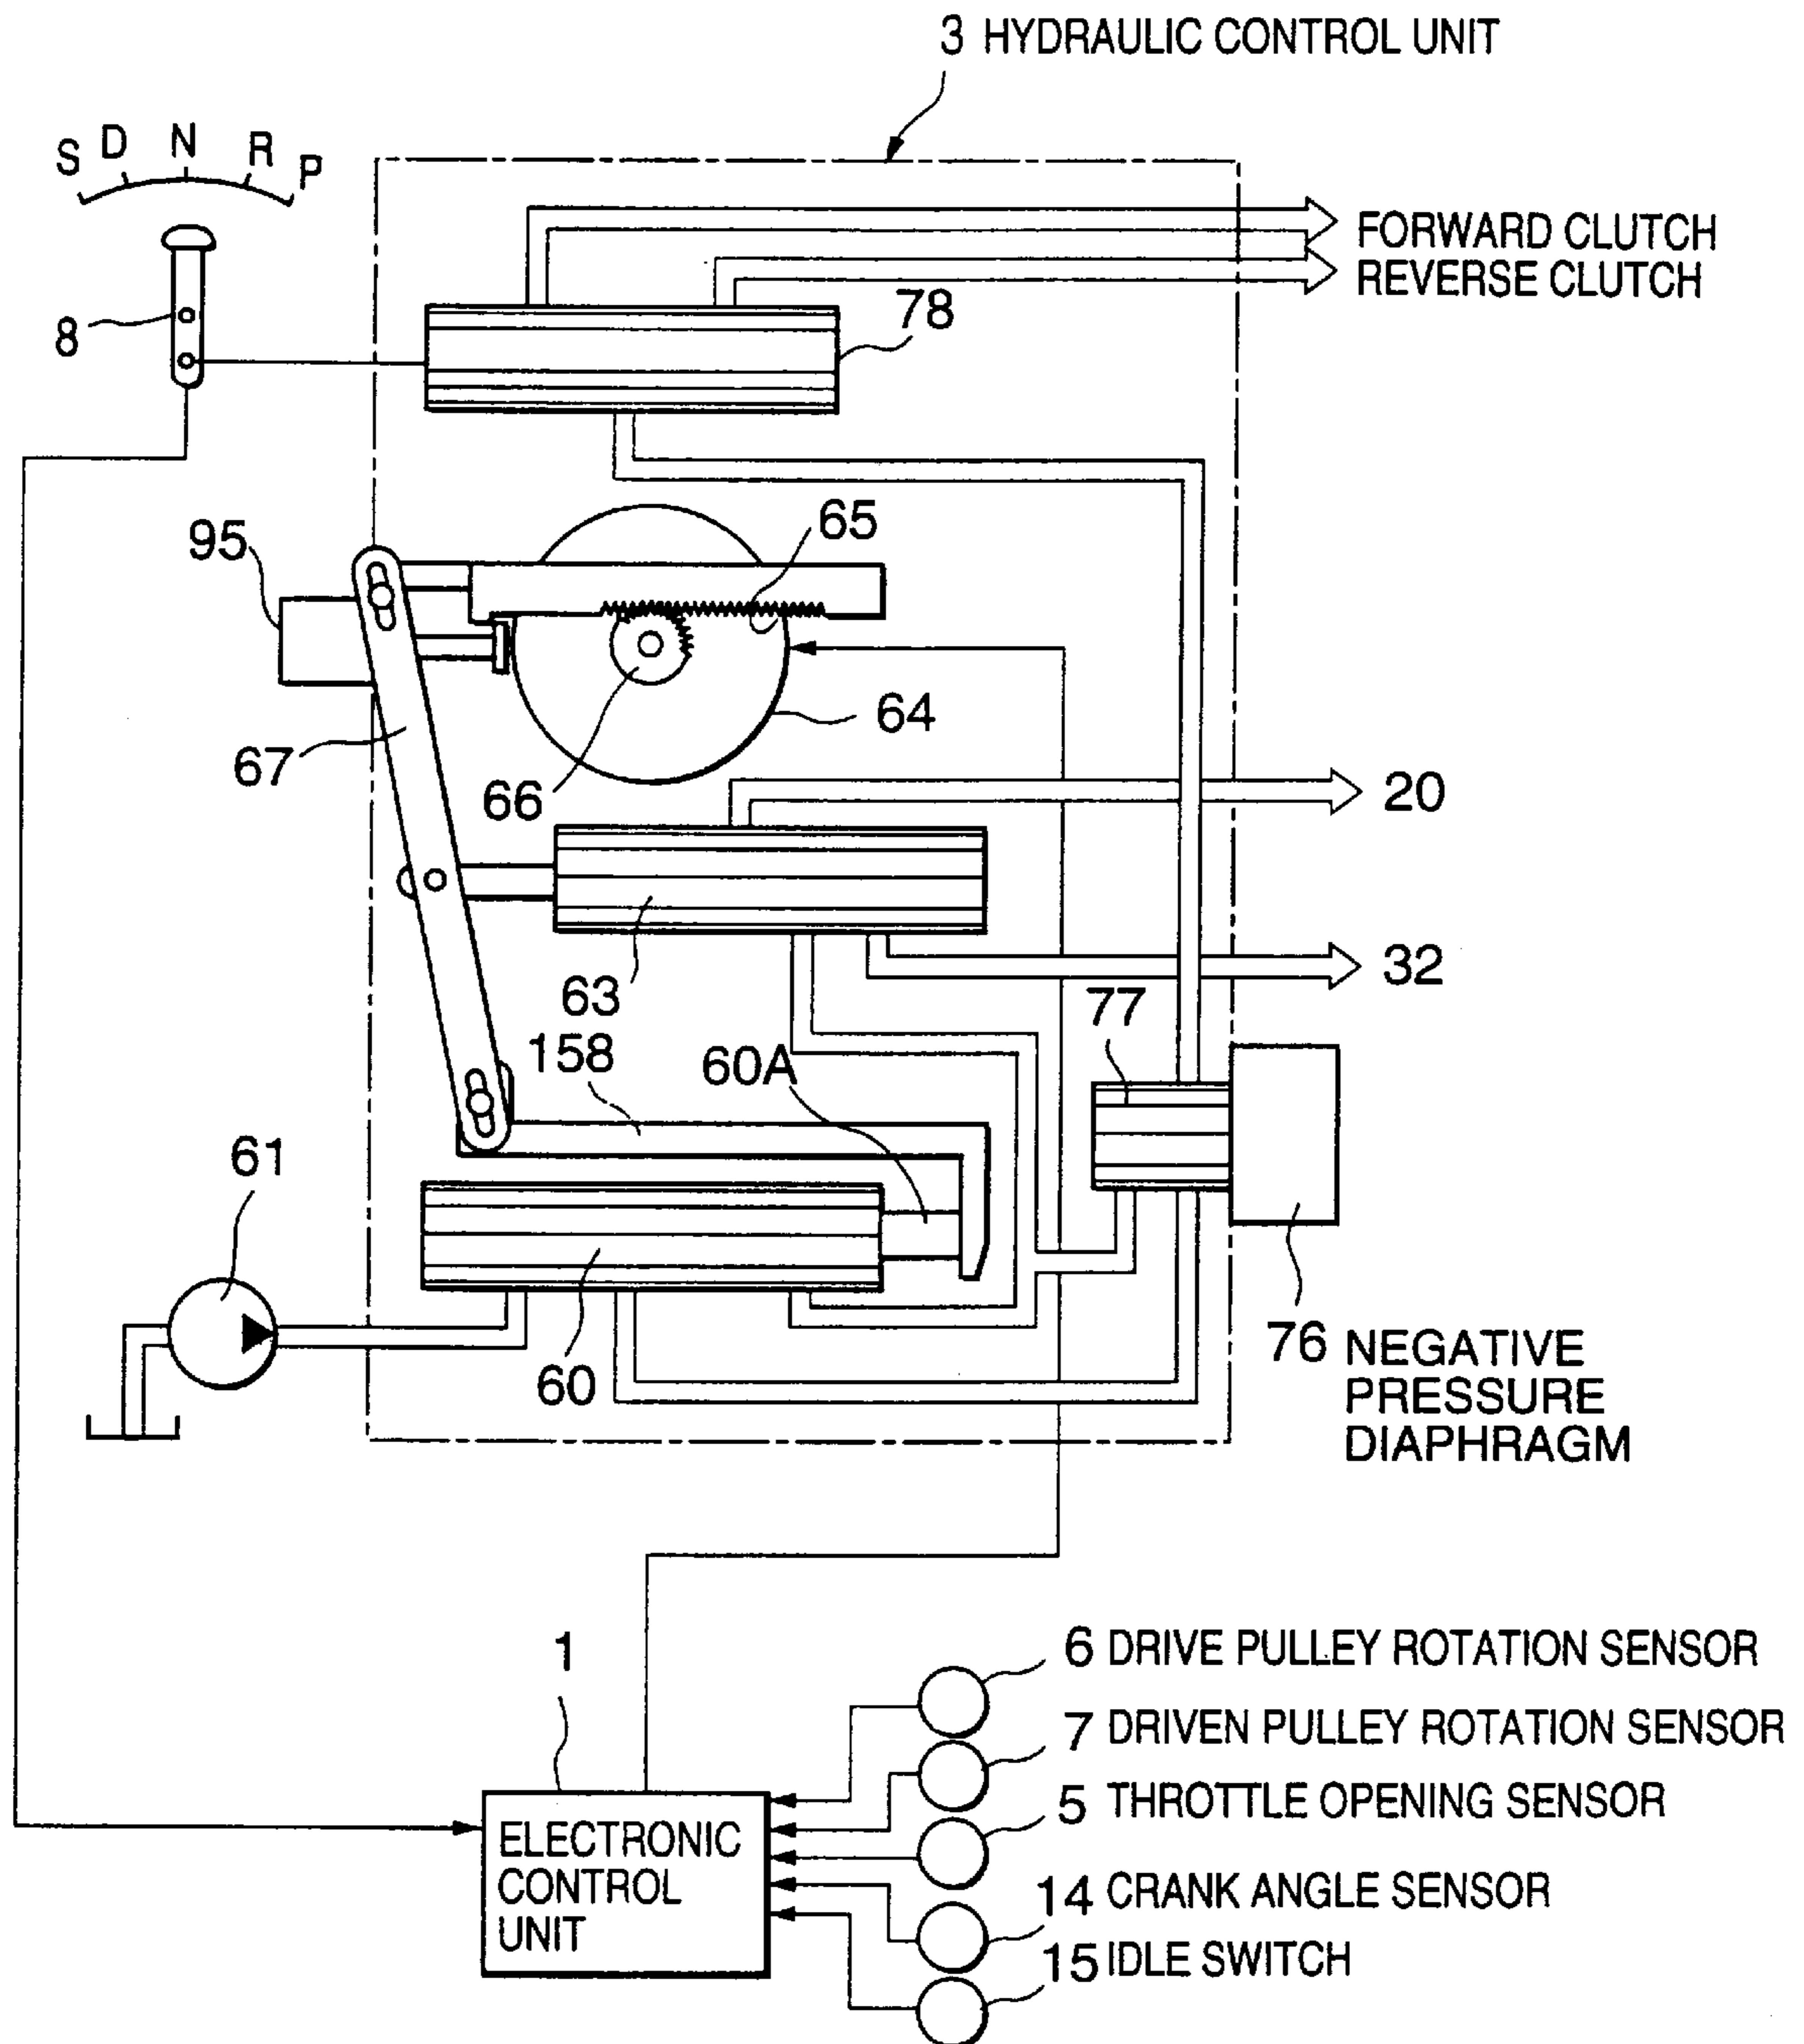 3 HYDRAULIC CONTROL UNIT
S D N R P
FORWARD CLUTCH
REVERSE CLUTCH
8
78
95
65
64
67
66
20
63
32
77
158
60A
61
60
76 NEGATIVE
PRESSURE
DIAPHRAGM
1
6 DRIVE PULLEY ROTATION SENSOR
7 DRIVEN PULLEY ROTATION SENSOR
5 THROTTLE OPENING SENSOR
ELECTRONIC
CONTROL
UNIT
14 CRANK ANGLE SENSOR
15 IDLE SWITCH